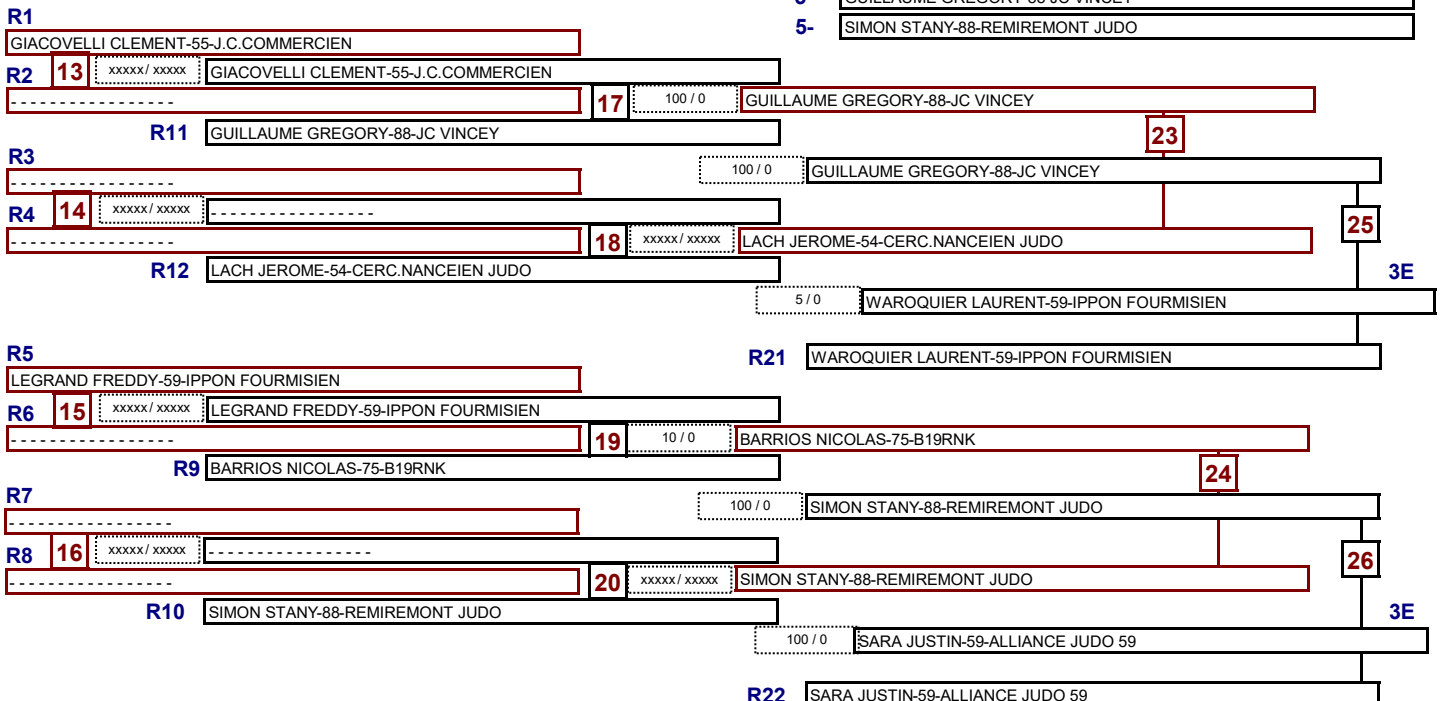 GUILLAUME GREGORY-88-JC VINCEY
R1
5- SIMON STANY-88-REMIREMONT JUDO
GIACOVELLI CLEMENT-55-J.C.COMMERCIEN
R2 13 xxxxx/ xxxxx GIACOVELLI CLEMENT-55-J.C.COMMERCIEN
- - - - - - - - - - - - - - - - - 17 100 / 0 GUILLAUME GREGORY-88-JC VINCEY
R11 GUILLAUME GREGORY-88-JC VINCEY 23
R3
100 / 0 GUILLAUME GREGORY-88-JC VINCEY
- - - - - - - - - - - - - - - - -
R4 14 xxxxx/ xxxxx - - - - - - - - - - - - - - - - - 25
- - - - - - - - - - - - - - - - - 18 xxxxx/ xxxxx LACH JEROME-54-CERC.NANCEIEN JUDO
R12 LACH JEROME-54-CERC.NANCEIEN JUDO 3E
5 / 0 WAROQUIER LAURENT-59-IPPON FOURMISIEN
R5 R21 WAROQUIER LAURENT-59-IPPON FOURMISIEN
LEGRAND FREDDY-59-IPPON FOURMISIEN
R6 15 xxxxx/ xxxxx LEGRAND FREDDY-59-IPPON FOURMISIEN
- - - - - - - - - - - - - - - - - 19 10 / 0 BARRIOS NICOLAS-75-B19RNK
R9 BARRIOS NICOLAS-75-B19RNK 24
R7
100 / 0 SIMON STANY-88-REMIREMONT JUDO
- - - - - - - - - - - - - - - - -
R8 16 xxxxx/ xxxxx - - - - - - - - - - - - - - - - - 26
- - - - - - - - - - - - - - - - - 20 xxxxx/ xxxxx SIMON STANY-88-REMIREMONT JUDO
R10 SIMON STANY-88-REMIREMONT JUDO 3E
100 / 0 SARA JUSTIN-59-ALLIANCE JUDO 59
R22 SARA JUSTIN-59-ALLIANCE JUDO 59